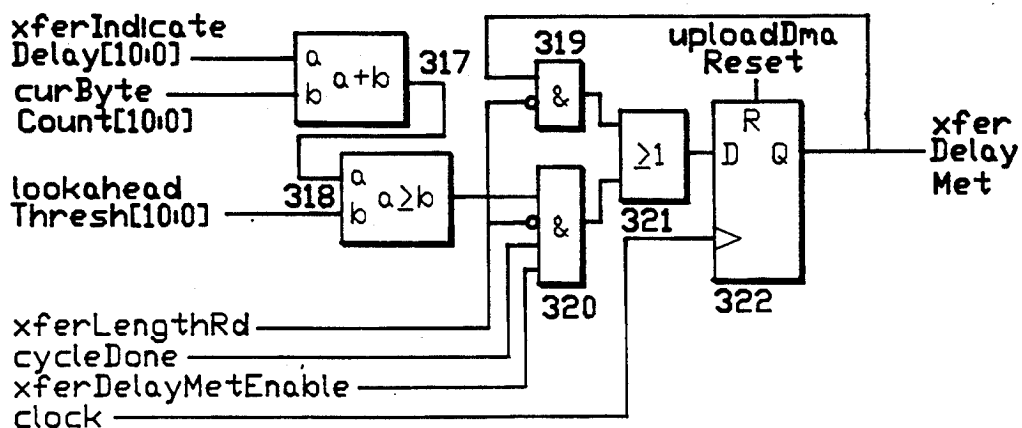 xferIndicate
Delay[10:0]
curByte
Count[10:0]
a
b
a+b
317
lookahead
Thresh[10:0]
318
a
b
a≥b
319
&
&
320
≥1
321
uploadDma
Reset
R
D
Q
322
xfer
Delay
Met
xferLengthRd
cycleDone
xferDelayMetEnable
clock